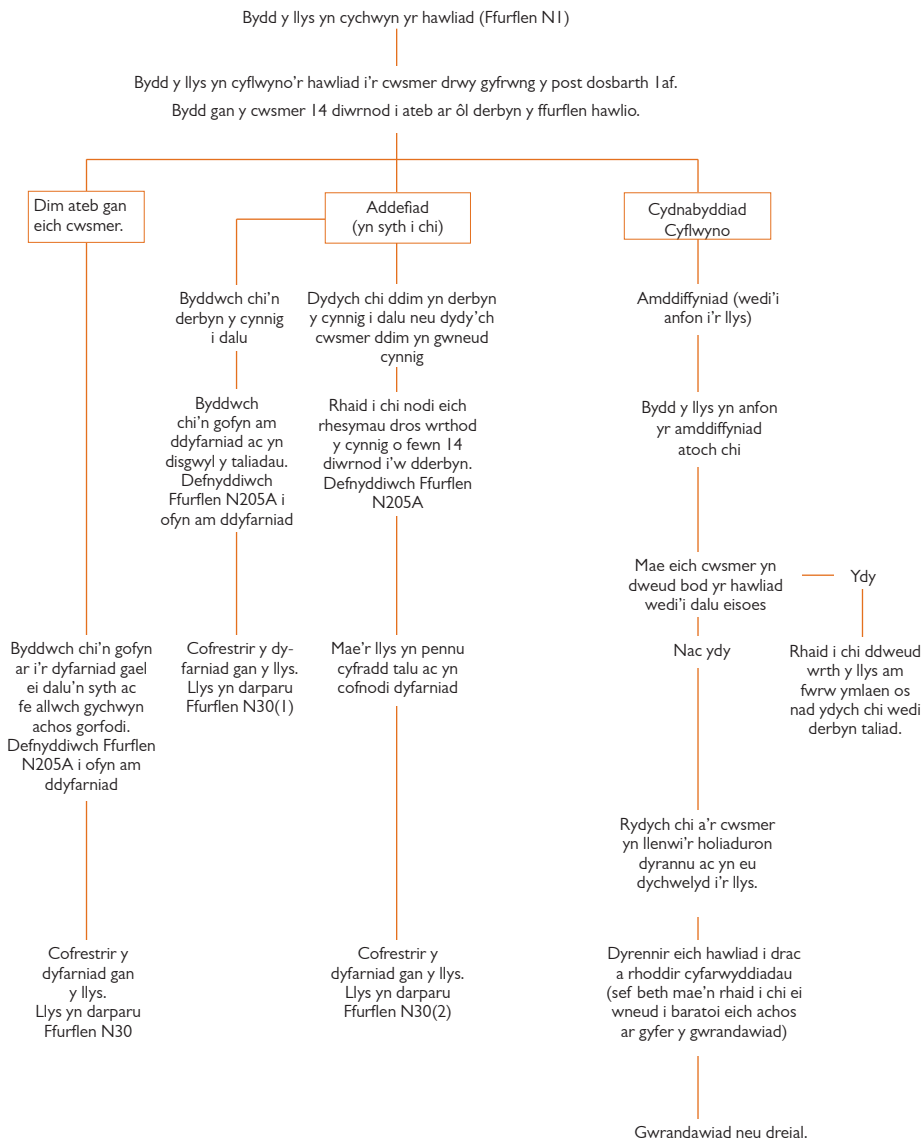 Bydd y llys yn cychwyn yr hawliad (Ffurflen N1)
Bydd y llys yn cyflwyno'r hawliad i'r cwsmer drwy gyfrwng y post dosbarth 1af.
Bydd gan y cwsmer 14 diwrnod i ateb ar ôl derbyn y ffurflen hawlio.
Dim ateb gan
eich cwsmer.
Byddwch chi'n gofyn
ar i'r dyfarniad gael
ei dalu'n syth ac
fe allwch gychwyn
achos gorfodi.
Defnyddiwch Ffurflen
N205A i ofyn am
ddyfarniad
Cofrestrir y
dyfarniad gan
y llys.
Llys yn darparu
Ffurflen N30
Addefiad
(yn syth i chi)
Byddwch chi'n
derbyn y cynnig
i dalu
Byddwch
chi'n gofyn am
ddyfarniad ac yn
disgwyl y taliadau.
Defnyddiwch
Ffurflen N205A i
ofyn am ddyfarniad
Cofrestrir y dy-
farniad gan y llys.
Llys yn darparu
Ffurflen N30(1)
Dydych chi ddim yn derbyn
y cynnig i dalu neu dydy'ch
cwsmer ddim yn gwneud
cynnig
Rhaid i chi nodi eich
rhesymau dros wrthod
y cynnig o fewn 14
diwrnod i'w dderbyn.
Defnyddiwch Ffurflen
N205A
Mae'r llys yn pennu
cyfradd talu ac yn
cofnodi dyfarniad
Cofrestrir y
dyfarniad gan y llys.
Llys yn darparu
Ffurflen N30(2)
Cydnabyddiad
Cyflwyno
Amddiffyniad (wedi'i
anfon i'r llys)
Bydd y llys yn anfon
yr amddiffyniad
atoch chi
Mae eich cwsmer yn
dweud bod yr hawliad
wedi'i dalu eisoes
Ydy
Rhaid i chi ddweud
wrth y llys am
fwrw ymlaen os
nad ydych chi wedi
derbyn taliad.
Nac ydy
Rydych chi a'r cwsmer
yn llenwi'r holiaduron
dyrannu ac yn eu
dychwelyd i'r llys.
Dyrennir eich hawliad i drac
a rhoddir cyfarwyddiadau
(sef beth mae'n rhaid i chi ei
wneud i baratoi eich achos
ar gyfer y gwrandawiad)
Gwrandawiad neu dreial.